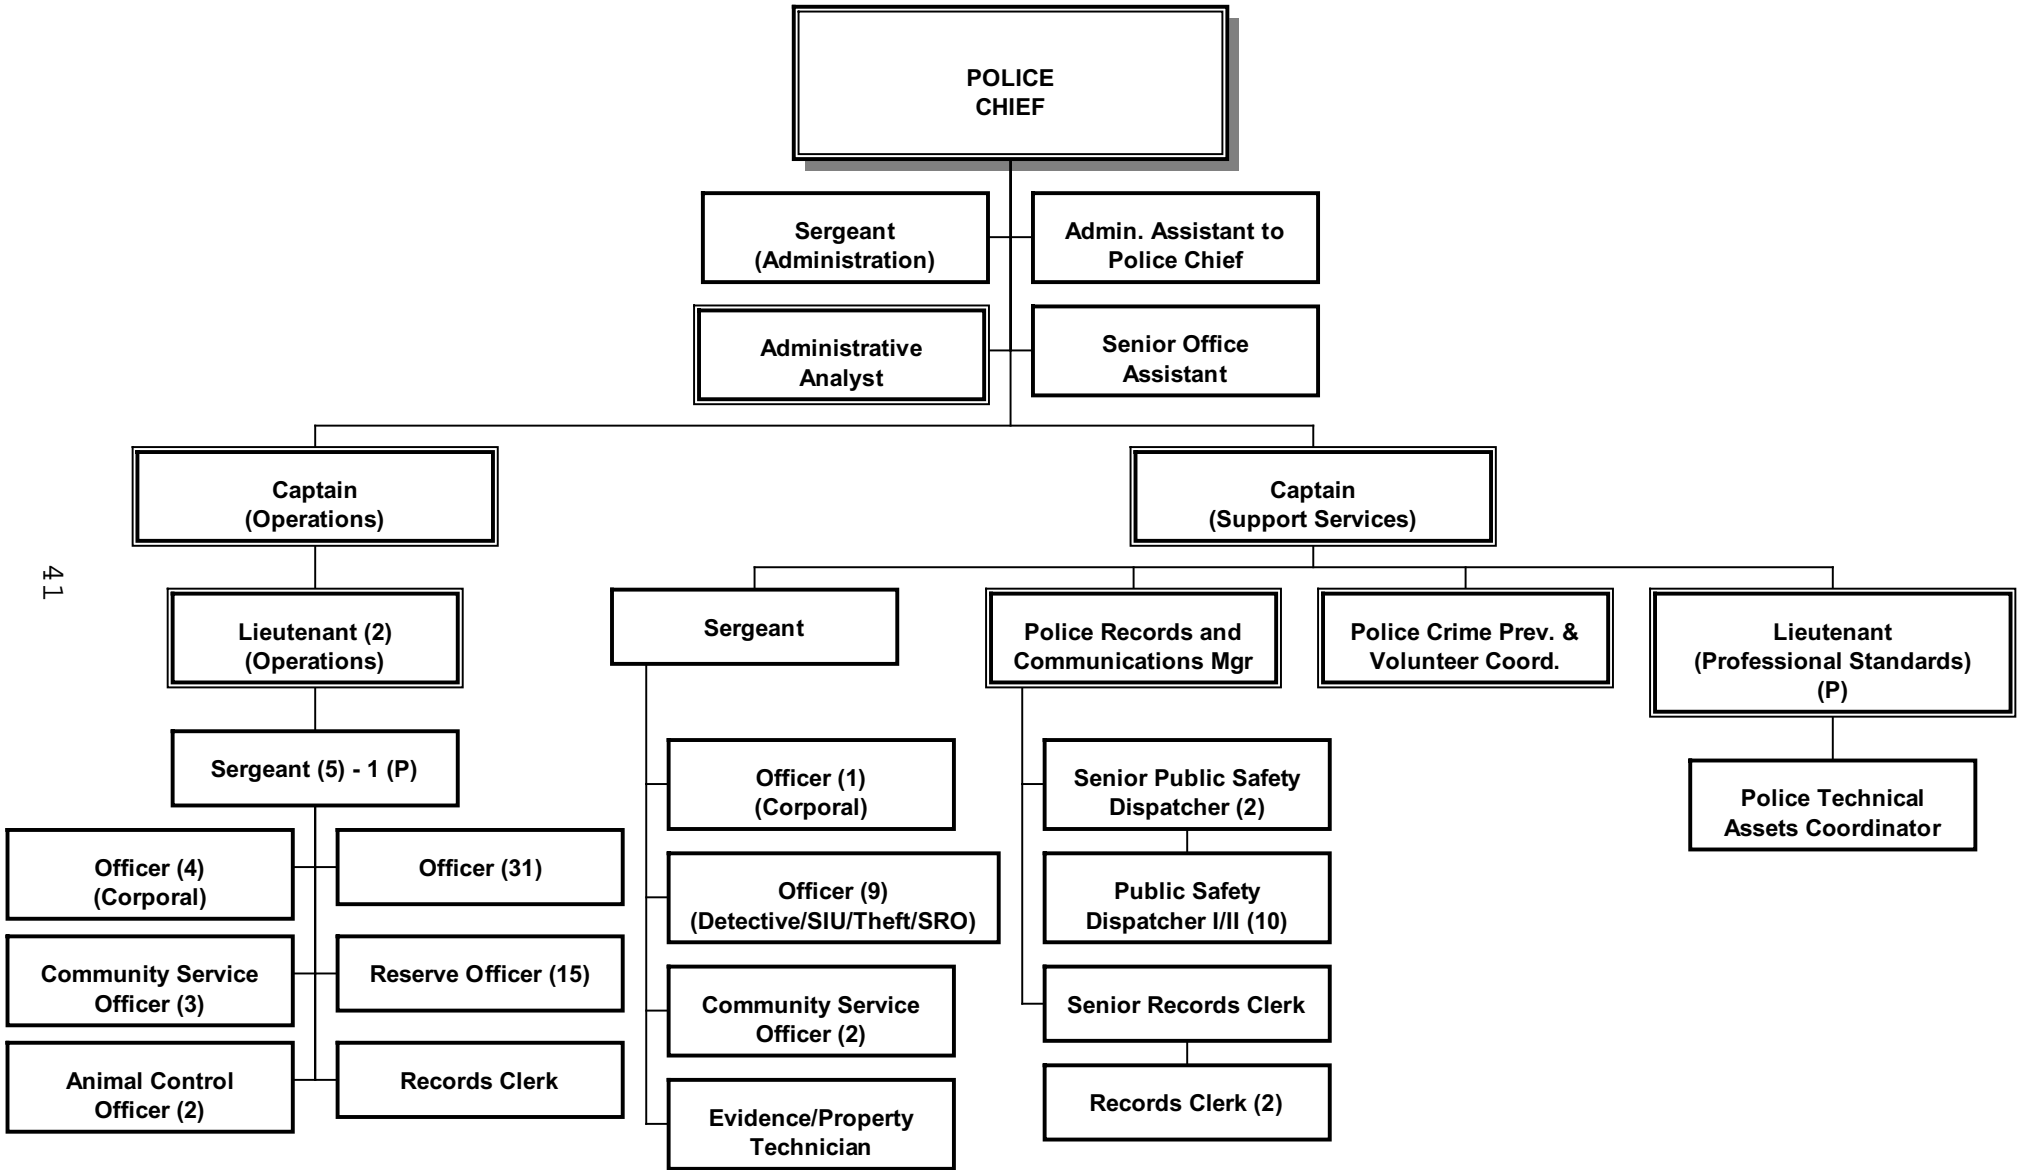 POLICE
CHIEF
Sergeant
(Administration)
Admin. Assistant to
Police Chief
Administrative
Analyst
Senior Office
Assistant
Captain
(Operations)
Captain
(Support Services)
41
Lieutenant (2)
(Operations)
Sergeant
Police Records and
Communications Mgr
Police Crime Prev. &
Volunteer Coord.
Lieutenant
(Professional Standards)
(P)
Sergeant (5) - 1 (P)
Officer (4)
(Corporal)
Officer (31)
Community Service
Officer (3)
Reserve Officer (15)
Animal Control
Officer (2)
Records Clerk
Officer (1)
(Corporal)
Officer (9)
(Detective/SIU/Theft/SRO)
Community Service
Officer (2)
Evidence/Property
Technician
Senior Public Safety
Dispatcher (2)
Public Safety
Dispatcher I/II (10)
Senior Records Clerk
Records Clerk (2)
Police Technical
Assets Coordinator